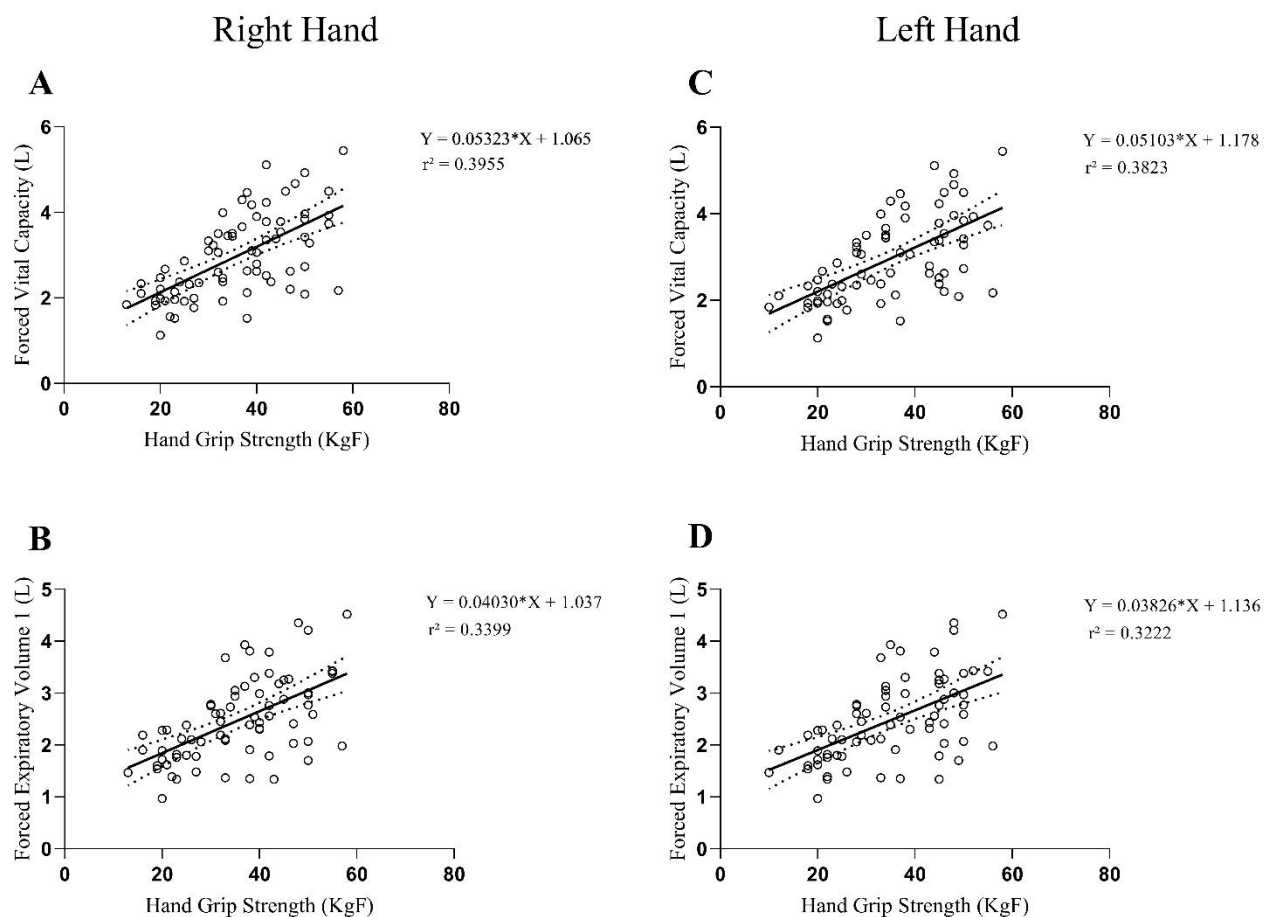 Right Hand
Left Hand
A
Forced Vital Capacity (L)
6
4
2
0
0 20 40 60 80
Hand Grip Strength (KgF)
Y = 0.05323*X + 1.065
r² = 0.3955
C
Forced Vital Capacity (L)
6
4
2
0
0 20 40 60 80
Hand Grip Strength (KgF)
Y = 0.05103*X + 1.178
r² = 0.3823
B
Forced Expiratory Volume 1 (L)
5
4
3
2
1
0
0 20 40 60 80
Hand Grip Strength (KgF)
Y = 0.04030*X + 1.037
r² = 0.3399
D
Forced Expiratory Volume 1 (L)
5
4
3
2
1
0
0 20 40 60 80
Hand Grip Strength (KgF)
Y = 0.03826*X + 1.136
r² = 0.3222